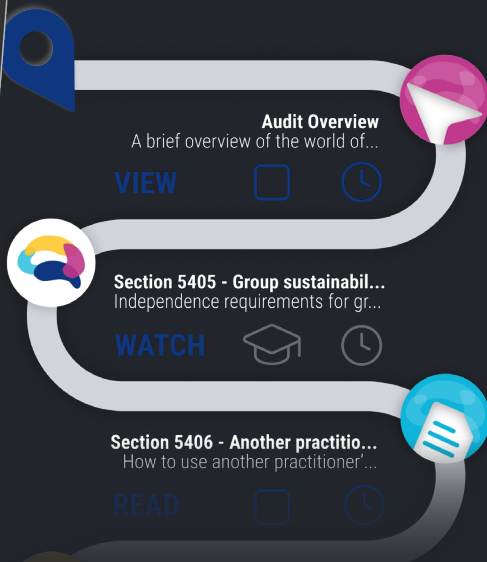 Audit Overview
A brief overview of the world of...
VIEW
Section 5405 - Group sustainabil...
Independence requirements for gr...
WATCH
Section 5406 - Another practitio...
How to use another practitioner'...
READ